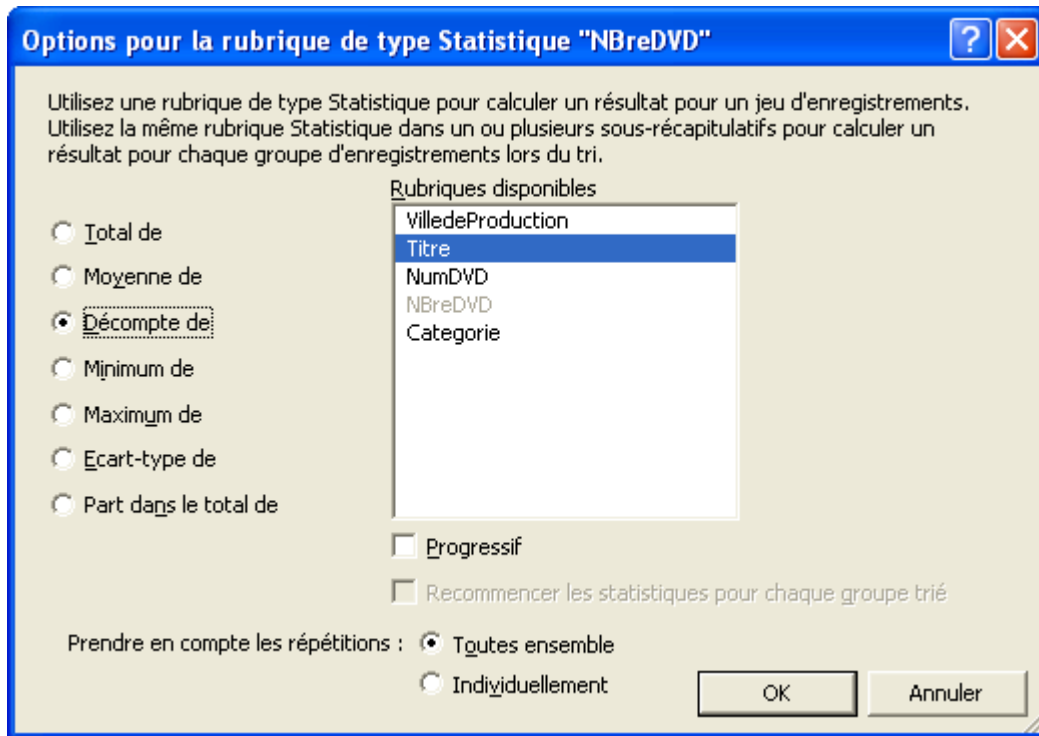 Options pour la rubrique de type Statistique "NBreDVD"
Utilisez une rubrique de type Statistique pour calculer un résultat pour un jeu d'enregistrements.
Utilisez la même rubrique Statistique dans un ou plusieurs sous-récapitulatifs pour calculer un
résultat pour chaque groupe d'enregistrements lors du tri.
Rubriques disponibles
VilledeProduction
Titre
NumDVD
NBreDVD
Categorie
Total de
Moyenne de
Décompte de
Minimum de
Maximum de
Ecart-type de
Part dans le total de
Progressif
Recommencer les statistiques pour chaque groupe trié
Prendre en compte les répétitions : Toutes ensemble
Individuellement
OK Annuler